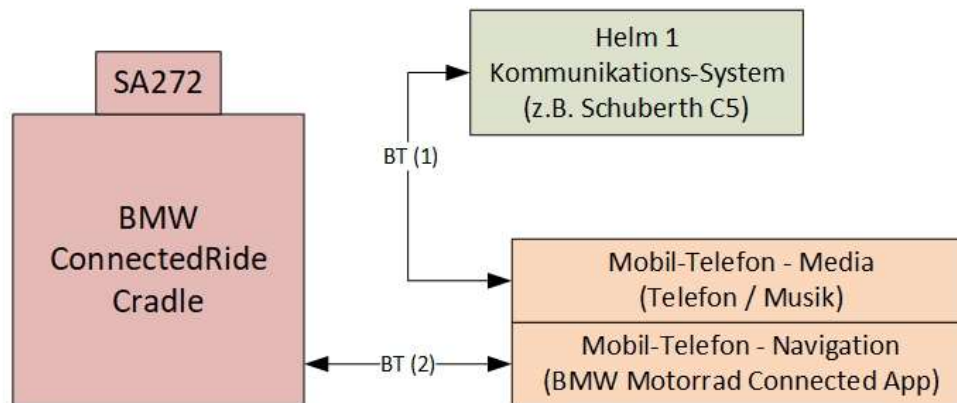 SA272
BMW
ConnectedRide
Cradle
Helm 1
Kommunikations-System
(z.B. Schuberth C5)
BT (1)
Mobil-Telefon - Media
(Telefon / Musik)
BT (2)
Mobil-Telefon - Navigation
(BMW Motorrad Connected App)